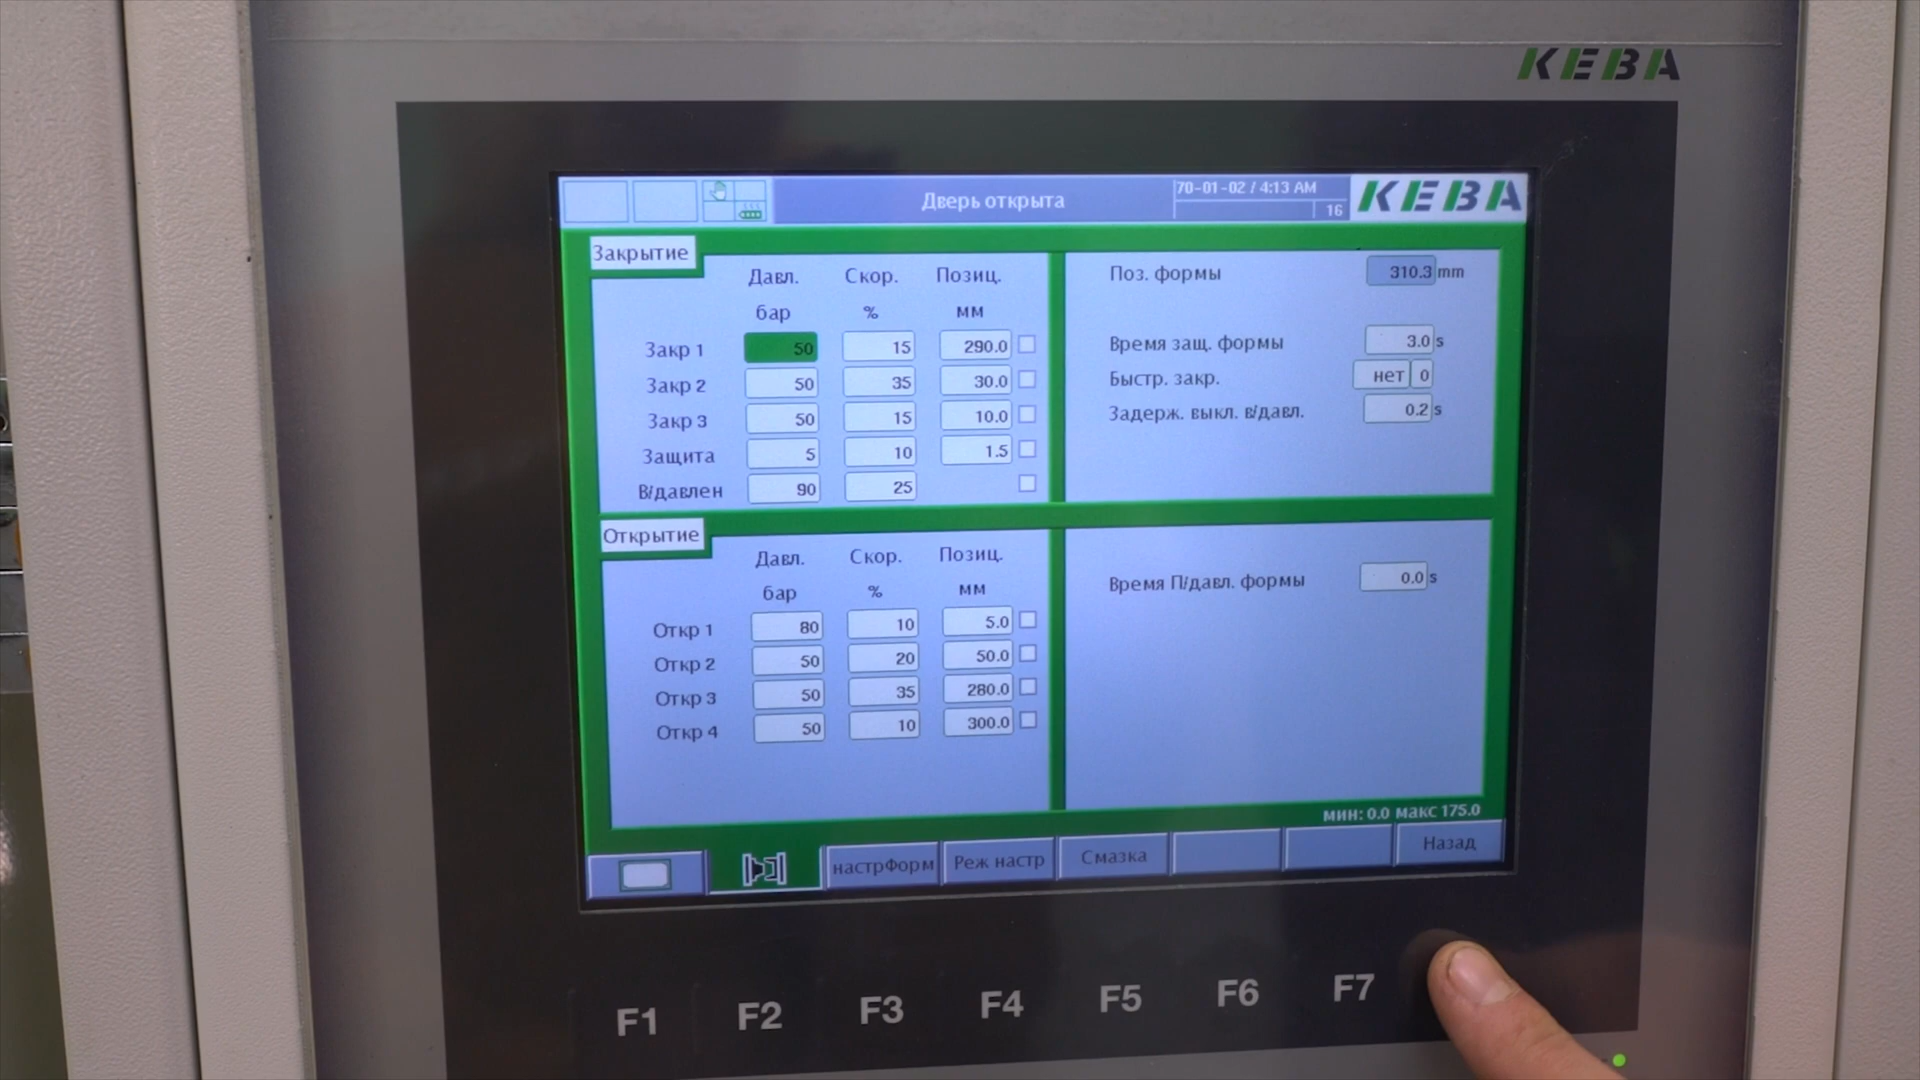 KEBA
Дверь открыта
70-01-02 / 4:13 AM
16
KEBA
Закрытие
Давл. Скор. Позиц.
бар % мм
Закр 1 50 15 290.0
Закр 2 50 35 30.0
Закр 3 50 15 10.0
Защита 5 10 1.5
В/давлен 90 25
Поз. формы 310.3 mm
Время защ. формы 3.0 s
Быстр. закр. нет 0
Задерж. выкл. в/давл. 0.2 s
Открытие
Давл. Скор. Позиц.
бар % мм
Откр 1 80 10 5.0
Откр 2 50 20 50.0
Откр 3 50 35 280.0
Откр 4 50 10 300.0
Время П/давл. формы 0.0 s
мин: 0.0 макс 175.0
настрФорм Реж настр Смазка Назад
F1 F2 F3 F4 F5 F6 F7